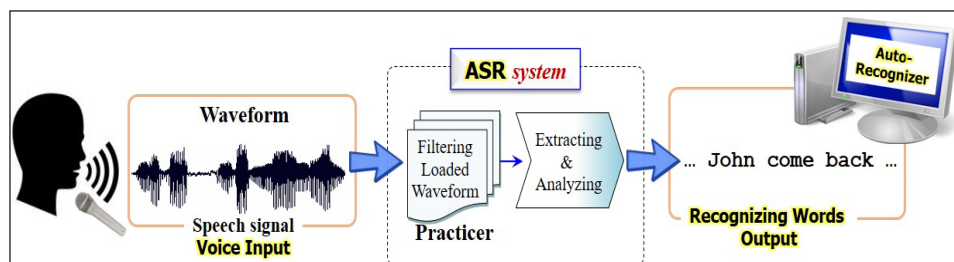 Waveform
Speech signal
Voice Input
ASR system
Filtering
Loaded
Waveform
Practicer
Extracting
&
Analyzing
Auto-
Recognizer
... John come back ...
Recognizing Words
Output